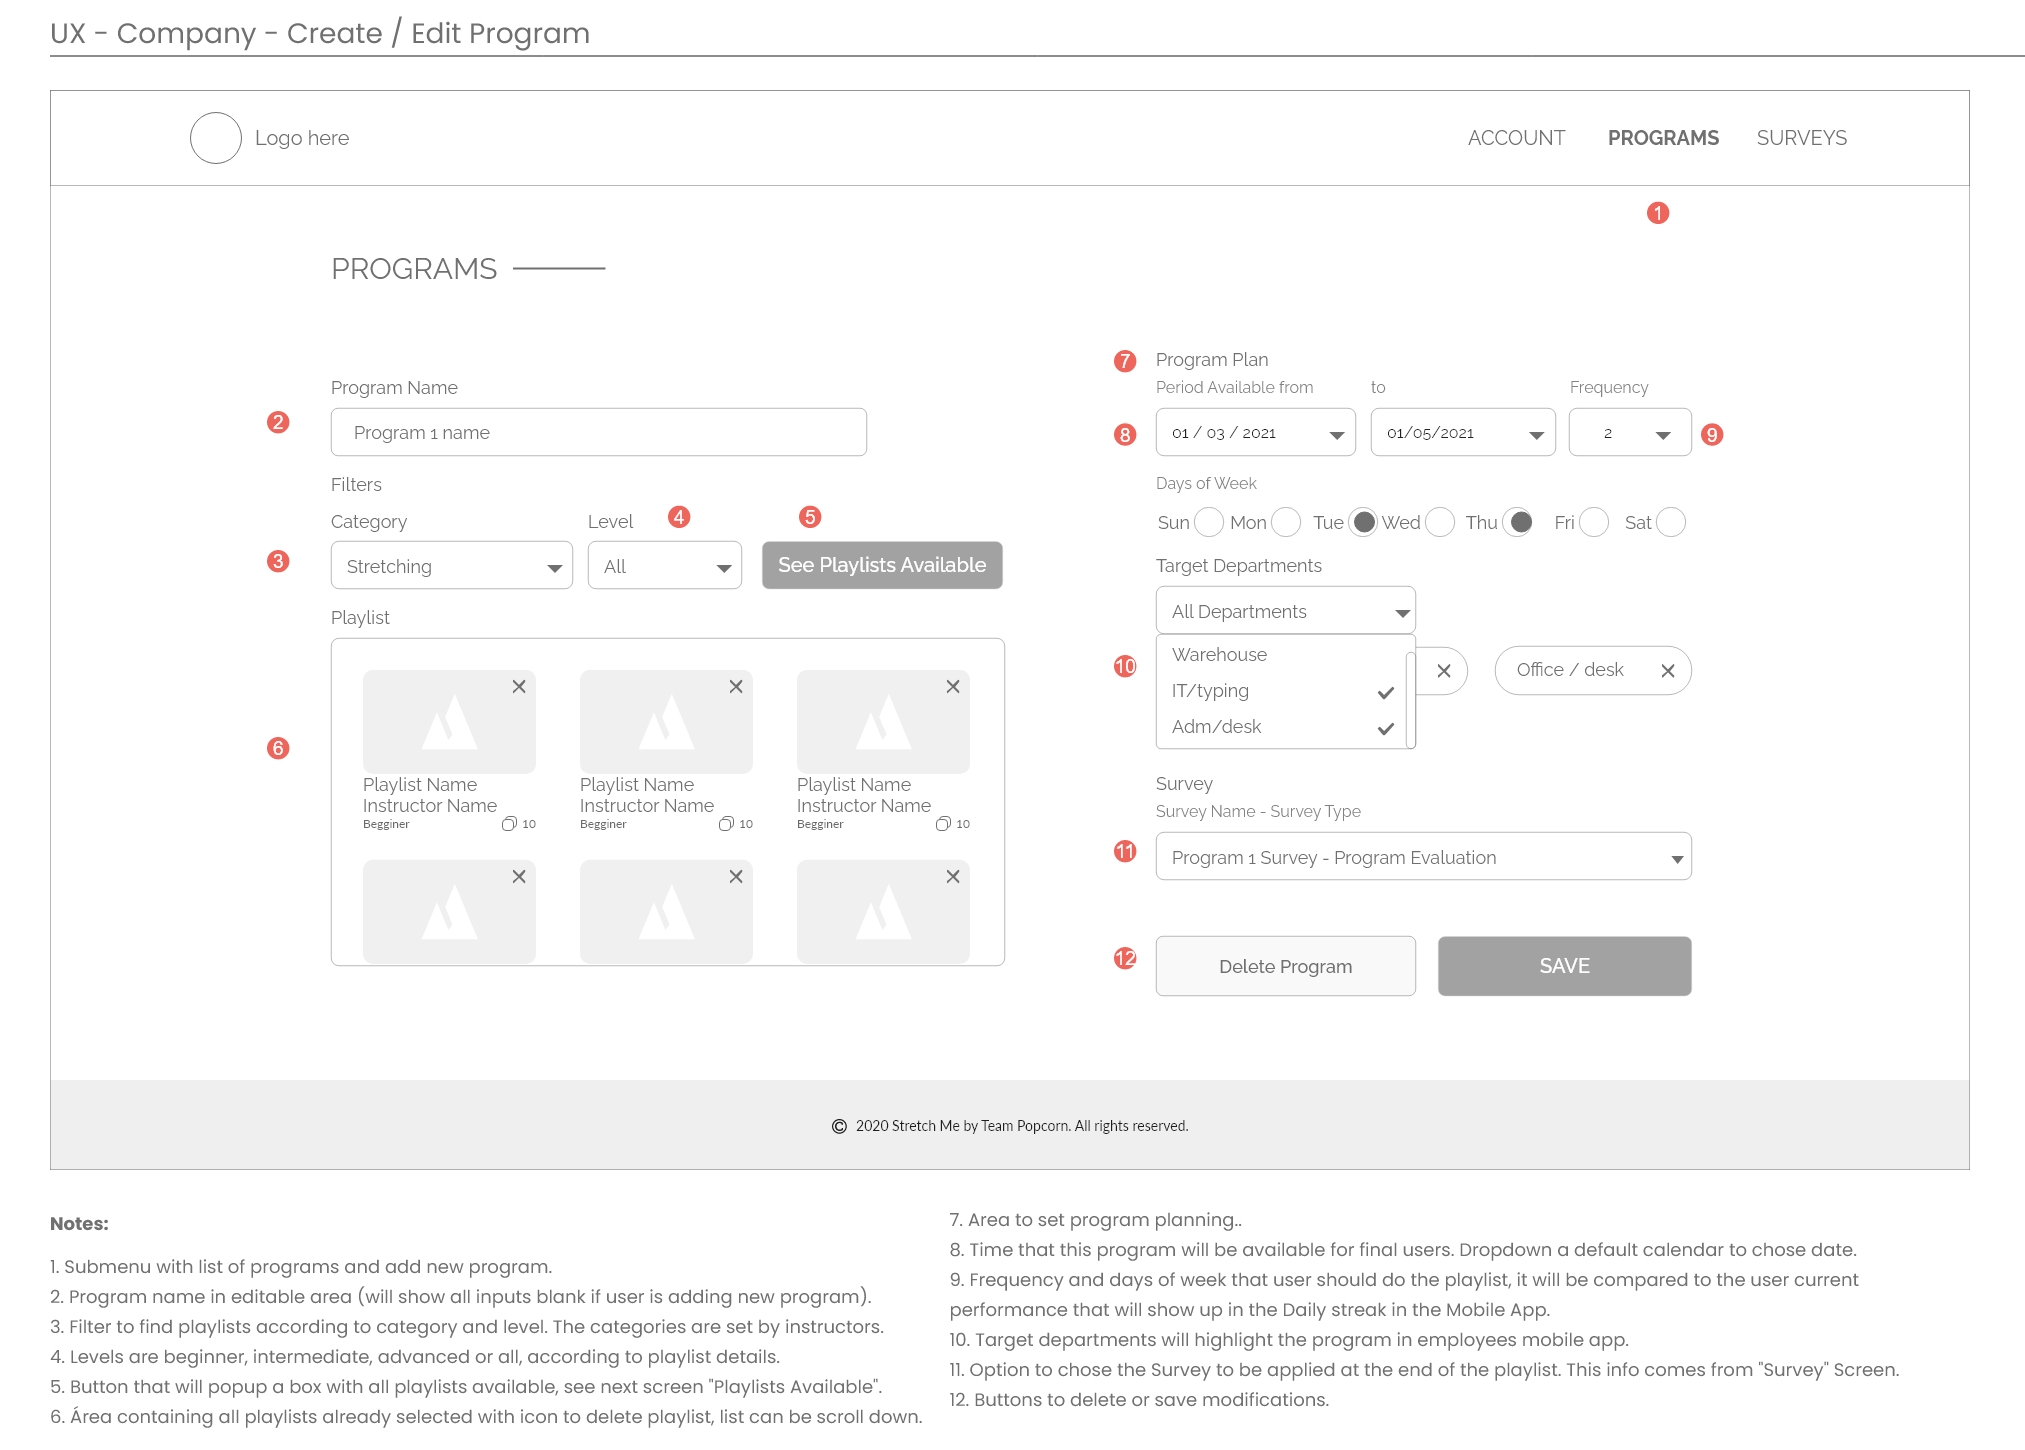 UX - Company - Create / Edit Program
Logo here
ACCOUNT PROGRAMS SURVEYS
1
PROGRAMS
Program Name
2
Program 1 name
Filters
Category Level 4 5
3
Stretching All See Playlists Available
Playlist
6
Playlist Name Playlist Name Playlist Name
Instructor Name Instructor Name Instructor Name
Begginer 10 Begginer 10 Begginer 10
7 Program Plan
Period Available from to Frequency
8 01 / 03 / 2021 01/05/2021 2 9
Days of Week
Sun Mon Tue Wed Thu Fri Sat
Target Departments
All Departments
10 Warehouse
IT/typing
Adm/desk
Office / desk
Survey
Survey Name - Survey Type
11 Program 1 Survey - Program Evaluation
12 Delete Program SAVE
© 2020 Stretch Me by Team Popcorn. All rights reserved.
Notes:
1. Submenu with list of programs and add new program.
2. Program name in editable area (will show all inputs blank if user is adding new program).
3. Filter to find playlists according to category and level. The categories are set by instructors.
4. Levels are beginner, intermediate, advanced or all, according to playlist details.
5. Button that will popup a box with all playlists available, see next screen "Playlists Available".
6. Área containing all playlists already selected with icon to delete playlist, list can be scroll down.
7. Area to set program planning..
8. Time that this program will be available for final users. Dropdown a default calendar to chose date.
9. Frequency and days of week that user should do the playlist, it will be compared to the user current
performance that will show up in the Daily streak in the Mobile App.
10. Target departments will highlight the program in employees mobile app.
11. Option to chose the Survey to be applied at the end of the playlist. This info comes from "Survey" Screen.
12. Buttons to delete or save modifications.